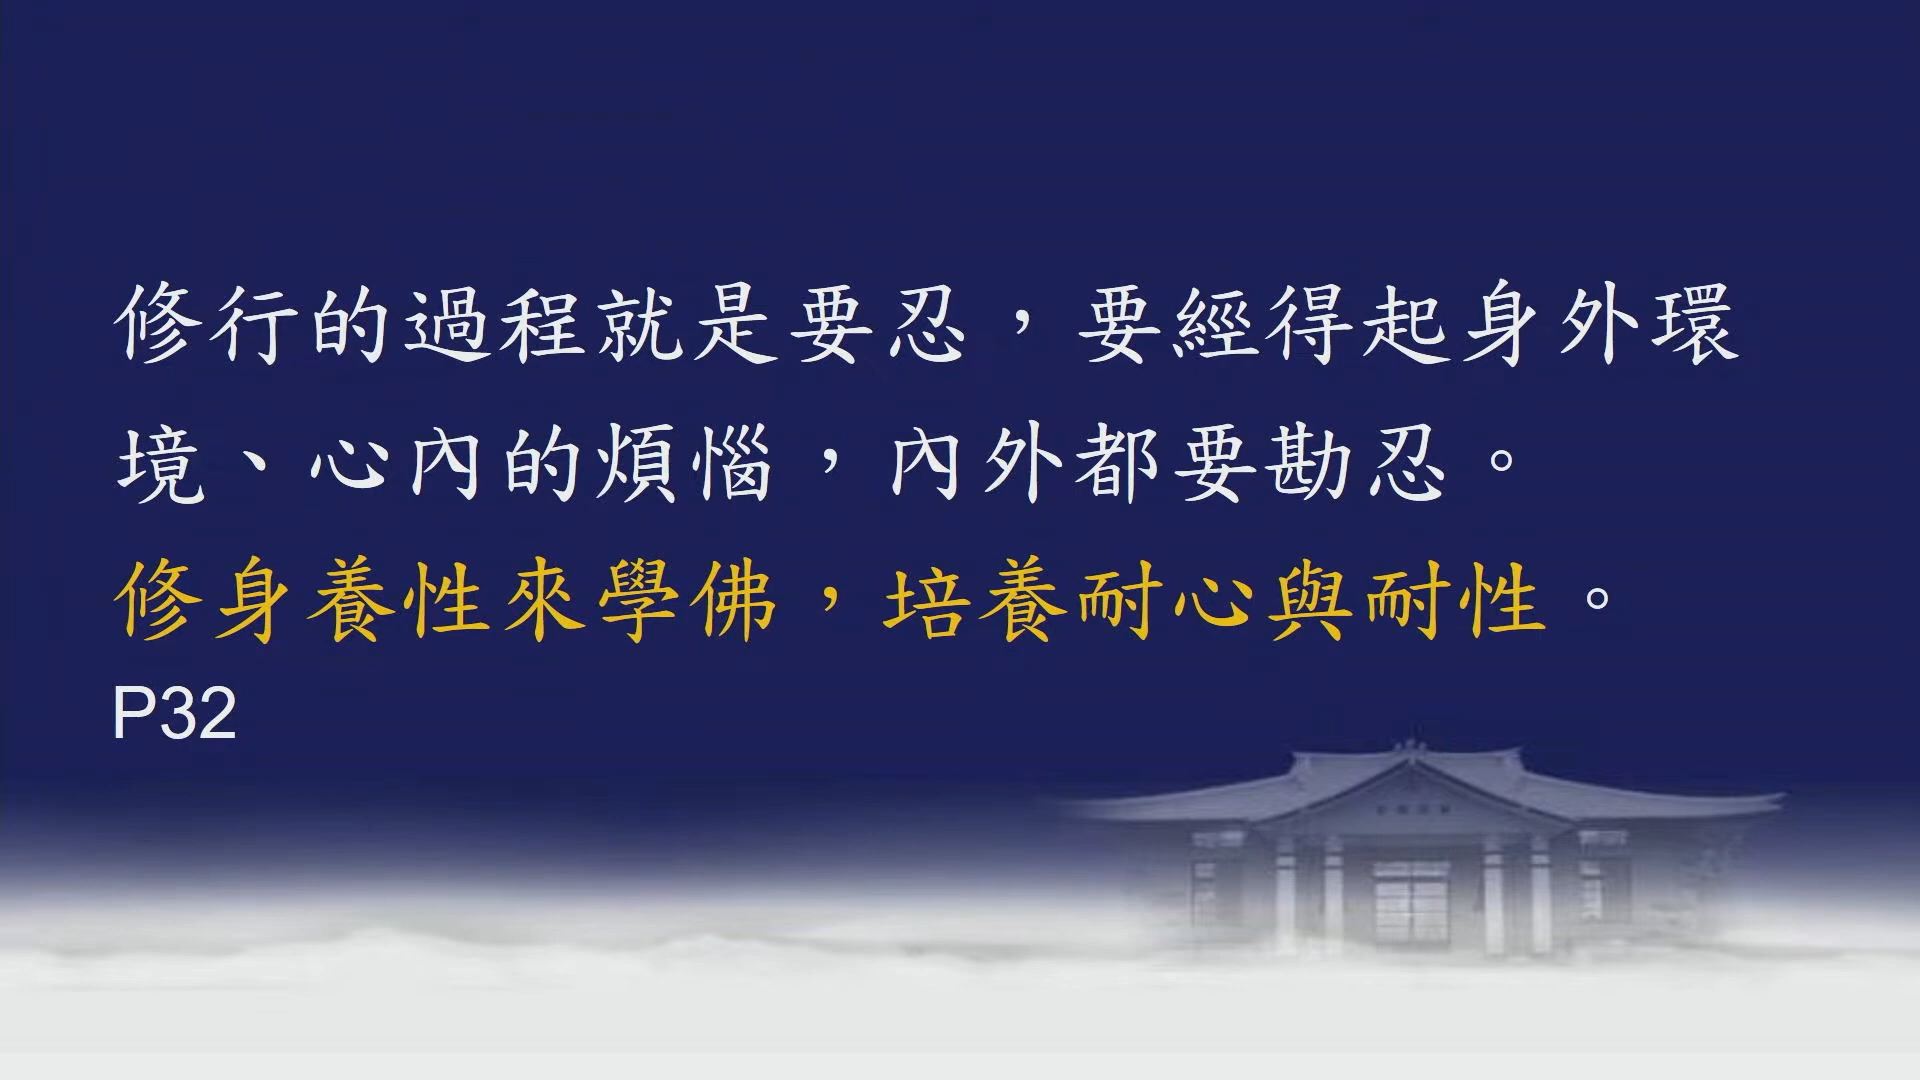 修行的過程就是要忍，要經得起身外環
境、心內的煩惱，內外都要勘忍。
修身養性來學佛，培養耐心與耐性。
P32